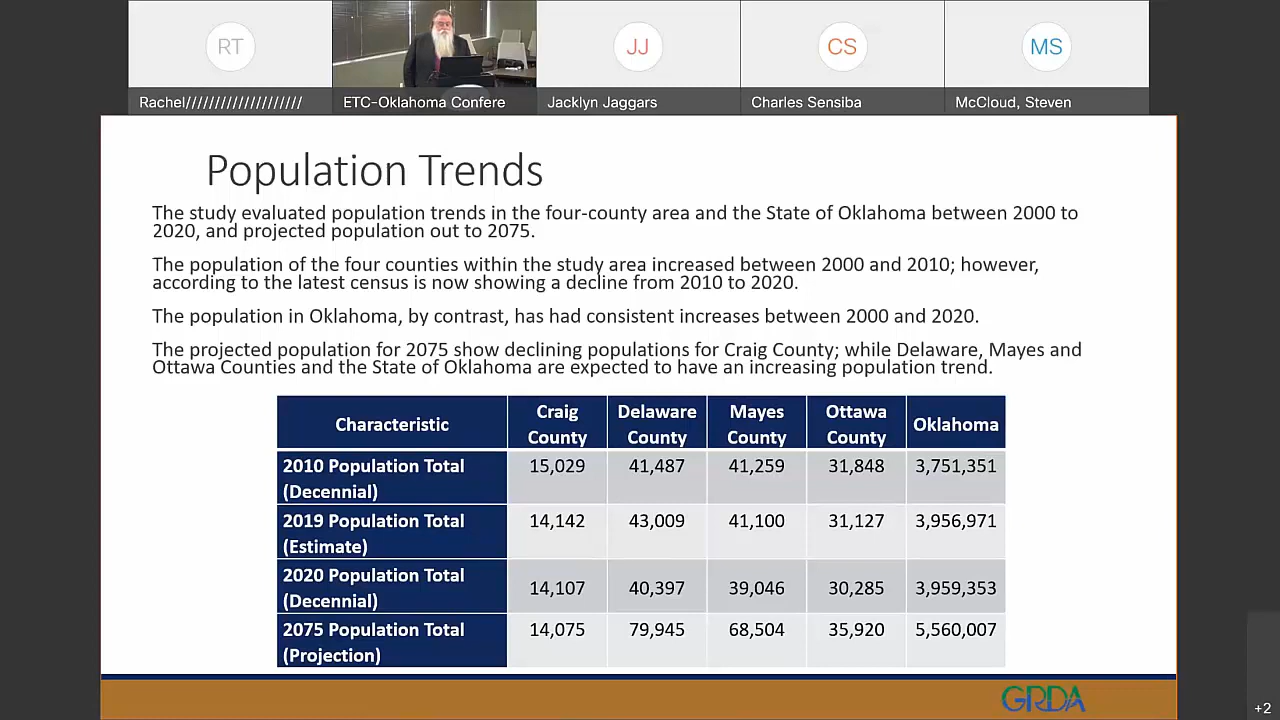 RT
JJ
CS
MS
Rachel////////////////////
ETC-Oklahoma Confere
Jacklyn Jaggars
Charles Sensiba
McCloud, Steven
Population Trends
The study evaluated population trends in the four-county area and the State of Oklahoma between 2000 to
2020, and projected population out to 2075.
The population of the four counties within the study area increased between 2000 and 2010; however,
according to the latest census is now showing a decline from 2010 to 2020.
The population in Oklahoma, by contrast, has had consistent increases between 2000 and 2020.
The projected population for 2075 show declining populations for Craig County; while Delaware, Mayes and
Ottawa Counties and the State of Oklahoma are expected to have an increasing population trend.
Characteristic Craig County Delaware County Mayes County Ottawa County Oklahoma
2010 Population Total (Decennial) 15,029 41,487 41,259 31,848 3,751,351
2019 Population Total (Estimate) 14,142 43,009 41,100 31,127 3,956,971
2020 Population Total (Decennial) 14,107 40,397 39,046 30,285 3,959,353
2075 Population Total (Projection) 14,075 79,945 68,504 35,920 5,560,007
GRDA
+2